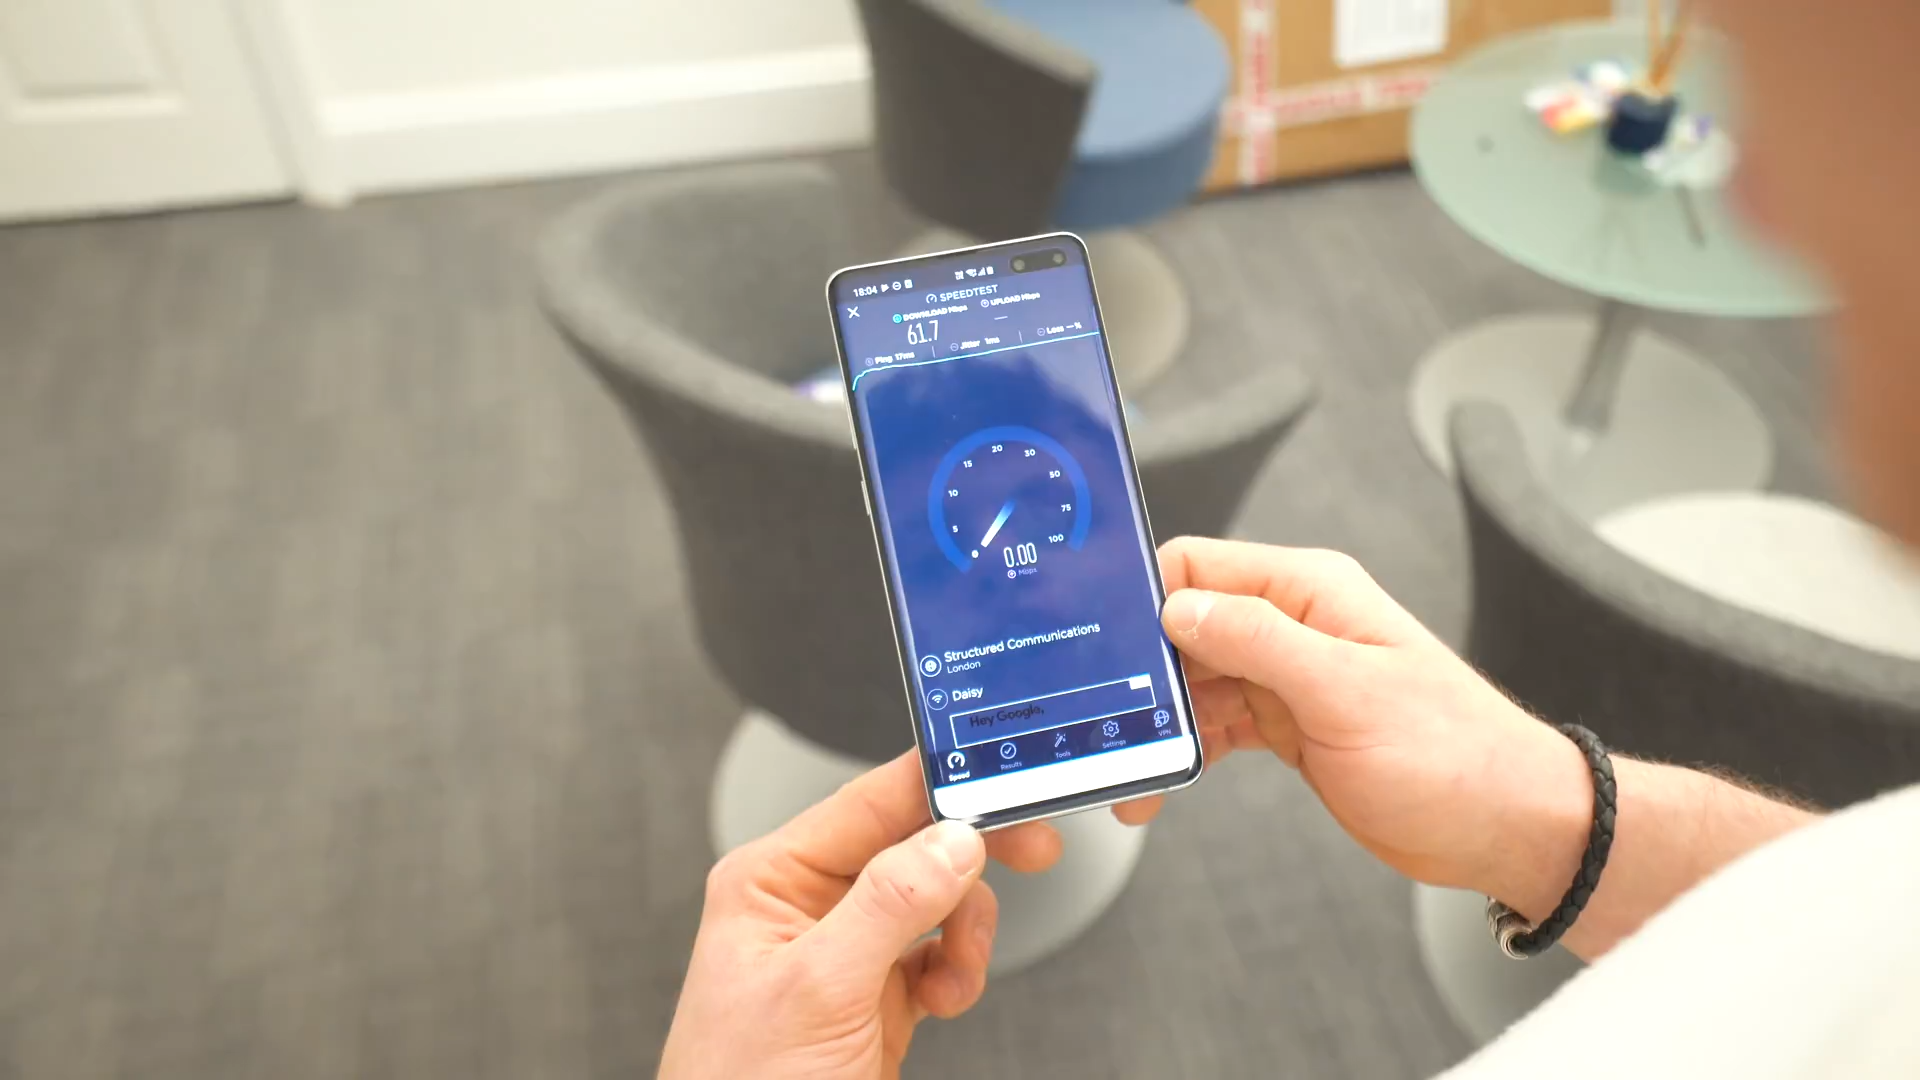 18:04
SPEEDTEST
DOWNLOAD Mbps UPLOAD Mbps
61.7 —
Ping 17ms Jitter 1ms Loss —%
20
15 30
10 50
5 75
100
0.00
Mbps
Structured Communications
London
Daisy
Hey Google,
Speed Results Tools Settings VPN